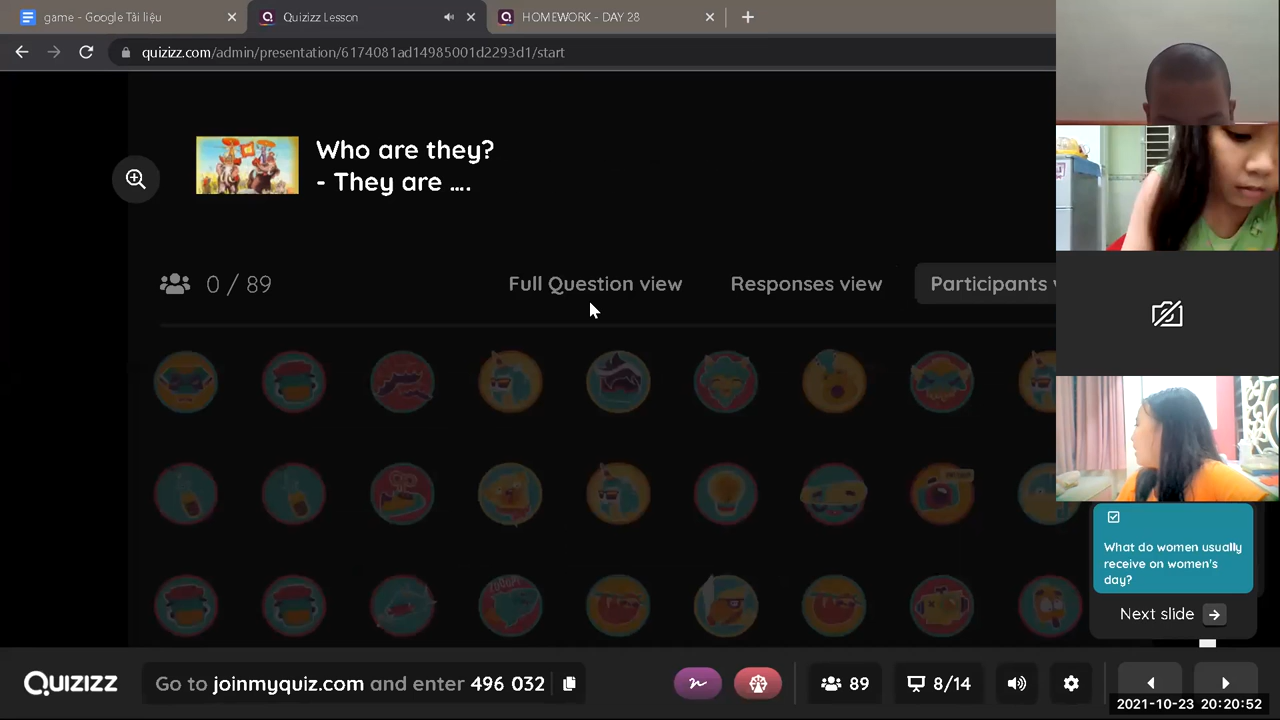 game - Google Tài liệu
Quizizz Lesson
HOMEWORK - DAY 28
quizizz.com/admin/presentation/6174081ad14985001d2293d1/start
Who are they?
- They are ....
0 / 89
Full Question view
Responses view
Participants
What do women usually
receive on women's
day?
Next slide
Quizizz
Go to joinmyquiz.com and enter 496 032
89
8/14
2021-10-23 20:20:52